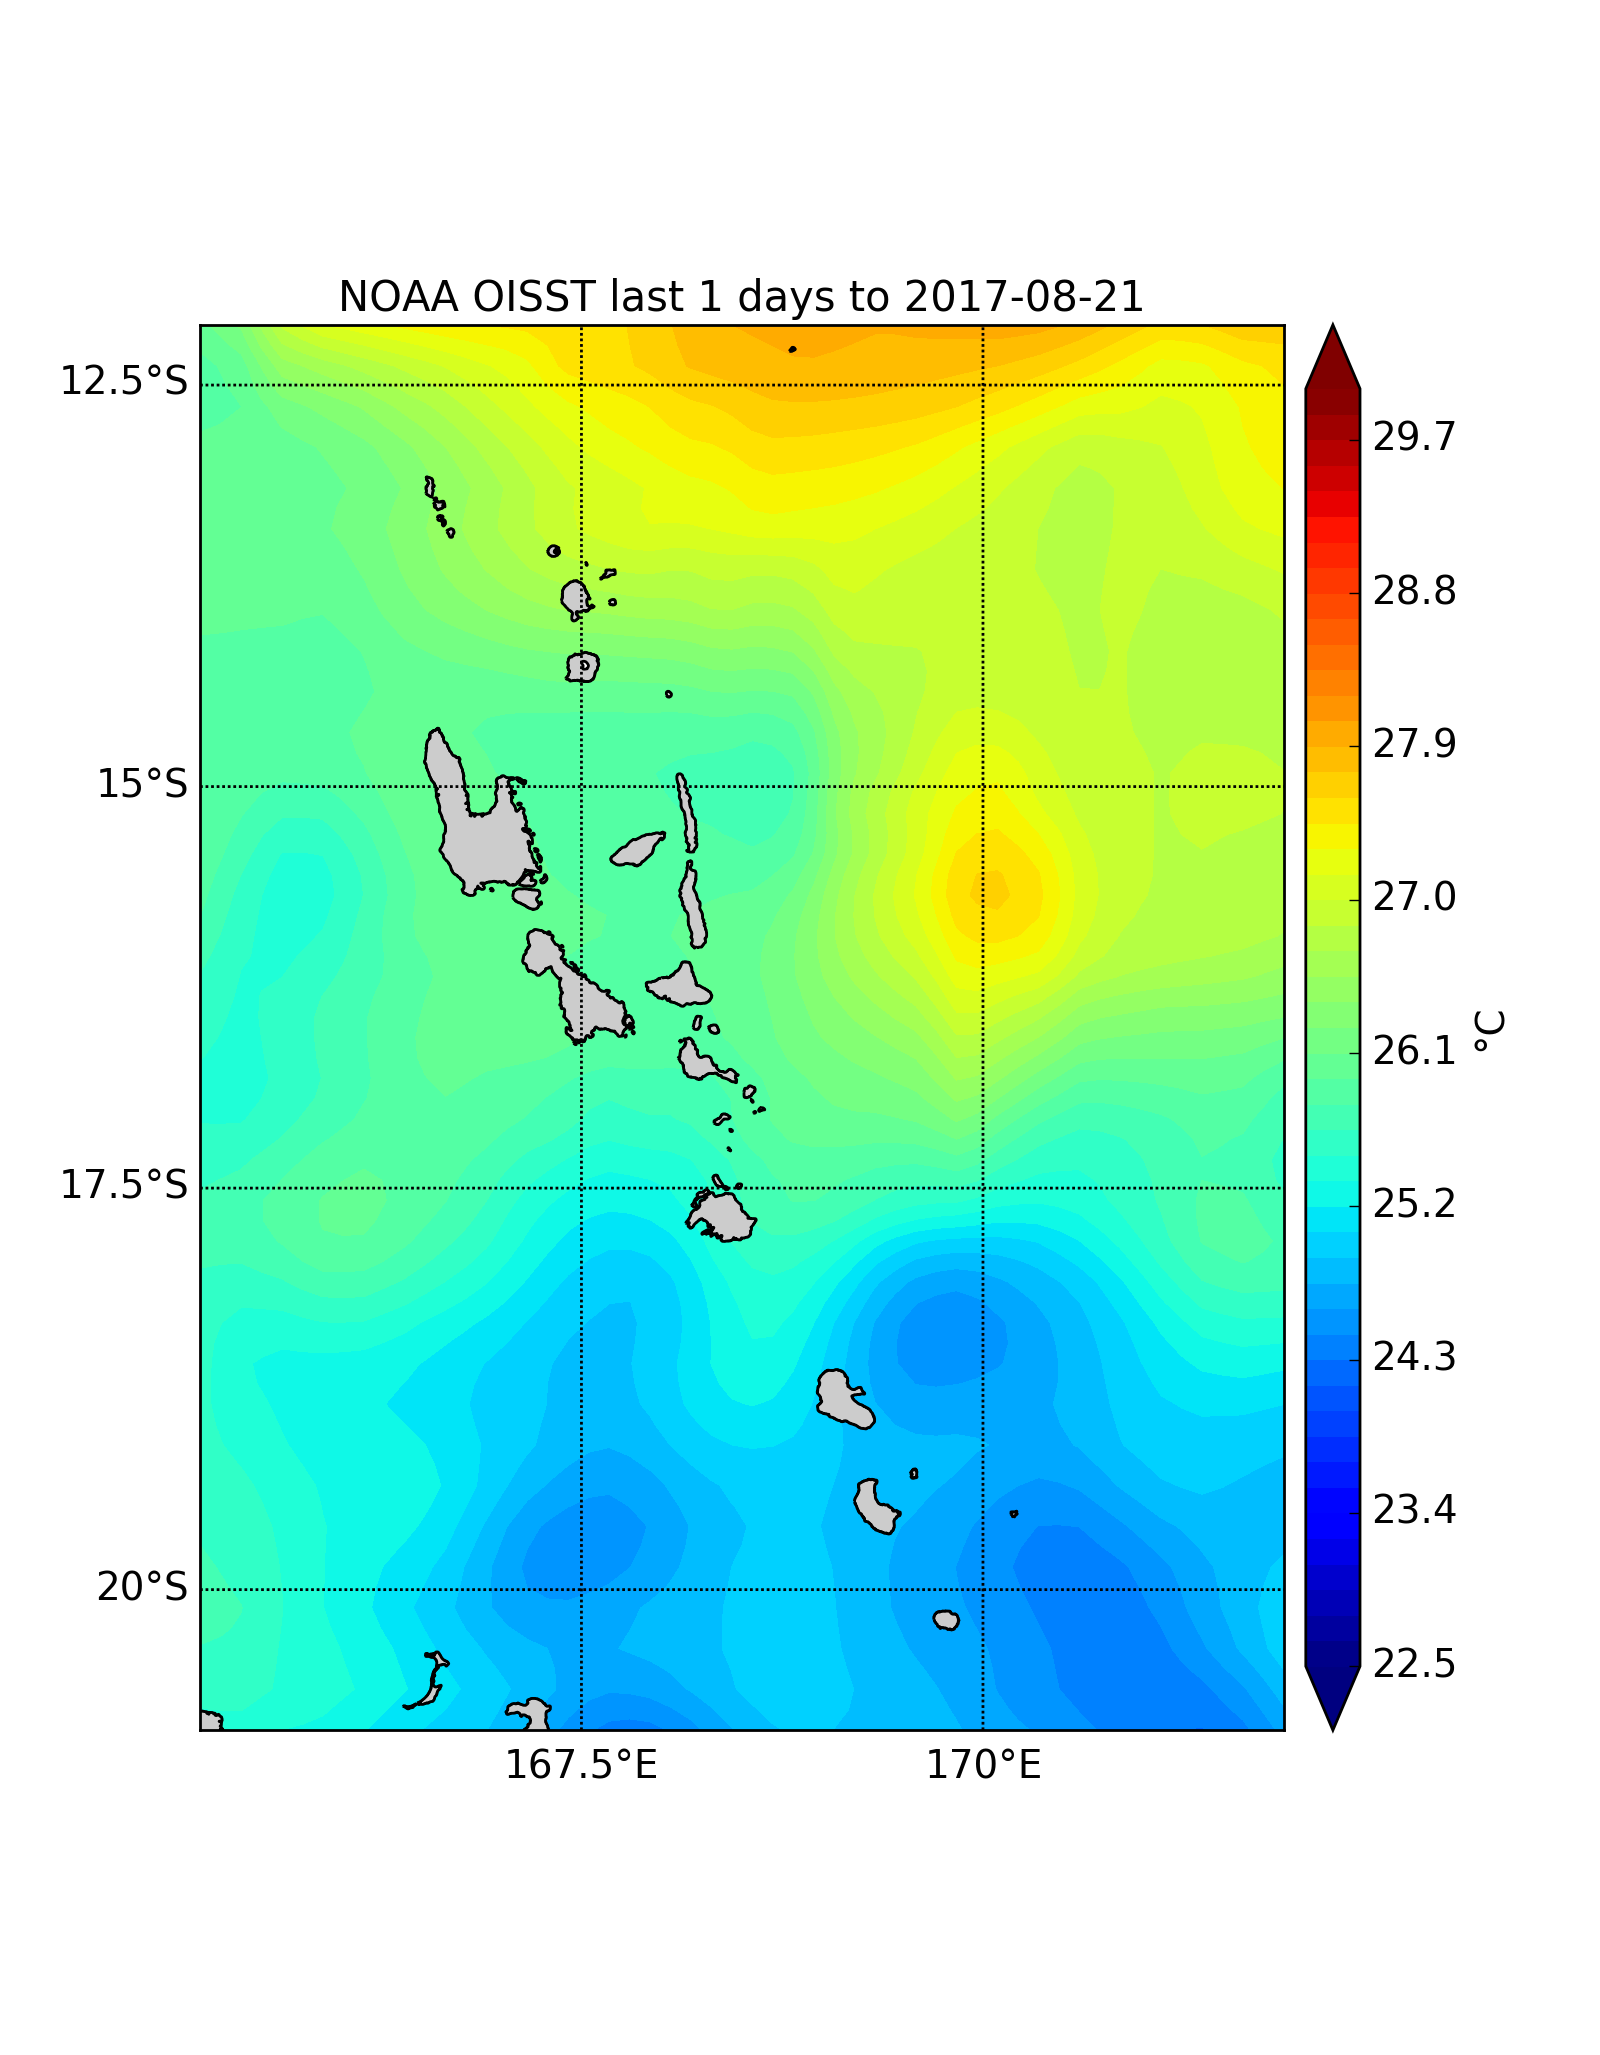 NOAA OISST last 1 days to 2017-08-21
12.5°S
15°S
17.5°S
20°S
167.5°E
170°E
29.7
28.8
27.9
27.0
26.1
25.2
24.3
23.4
22.5
°C